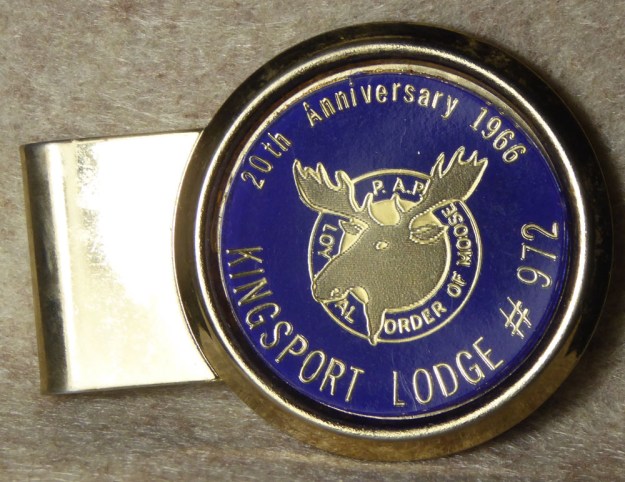 20th Anniversary 1966
P.A.P.
LOYAL ORDER OF MOOSE
KINGSPORT LODGE # 972